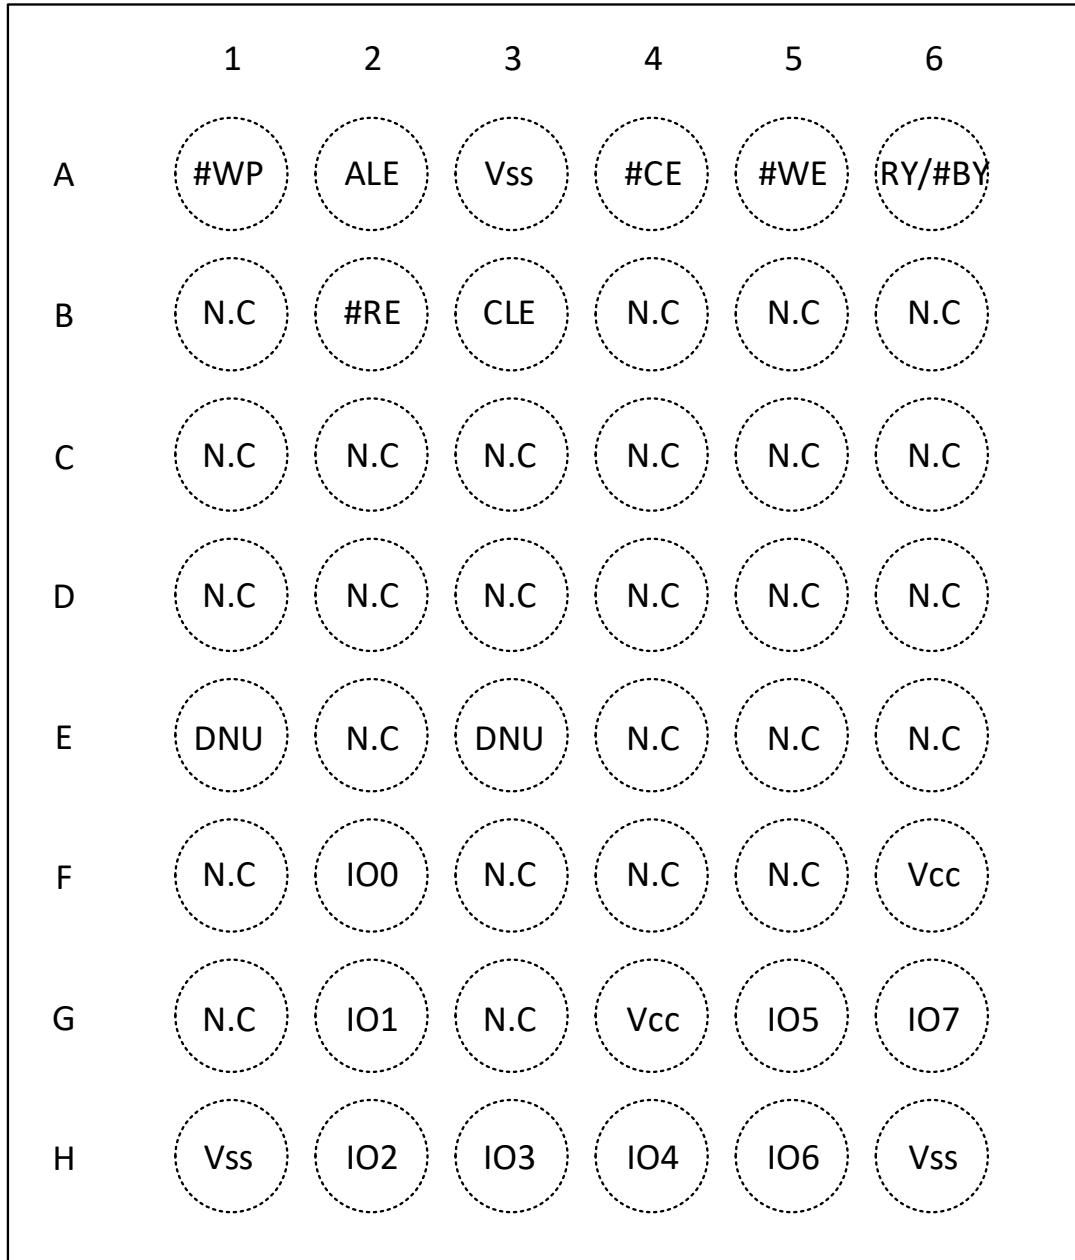 1 2 3 4 5 6
A #WP ALE Vss #CE #WE RY/#BY
B N.C #RE CLE N.C N.C N.C
C N.C N.C N.C N.C N.C N.C
D N.C N.C N.C N.C N.C N.C
E DNU N.C DNU N.C N.C N.C
F N.C IO0 N.C N.C N.C Vcc
G N.C IO1 N.C Vcc IO5 IO7
H Vss IO2 IO3 IO4 IO6 Vss